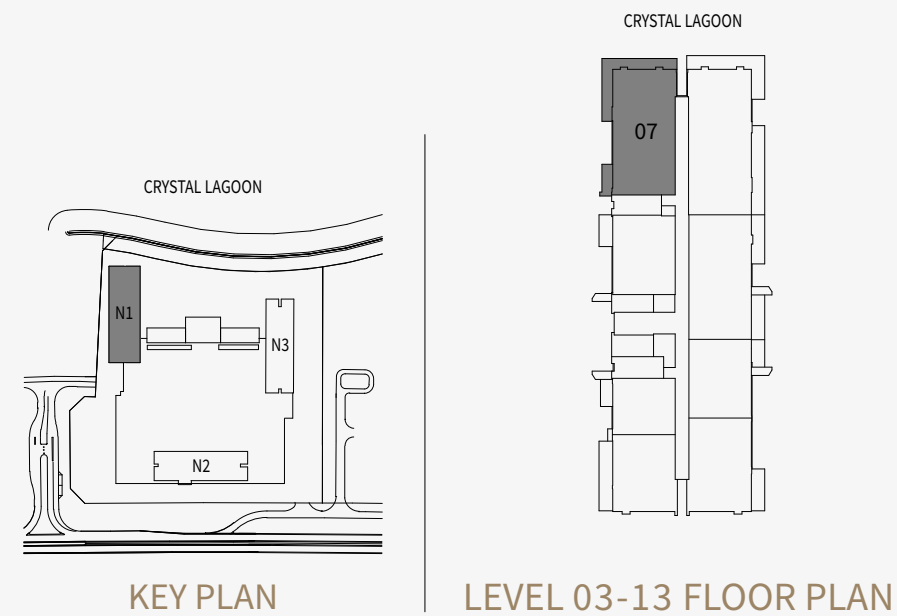 CRYSTAL LAGOON
N1
N3
N2
KEY PLAN
CRYSTAL LAGOON
07
LEVEL 03-13 FLOOR PLAN